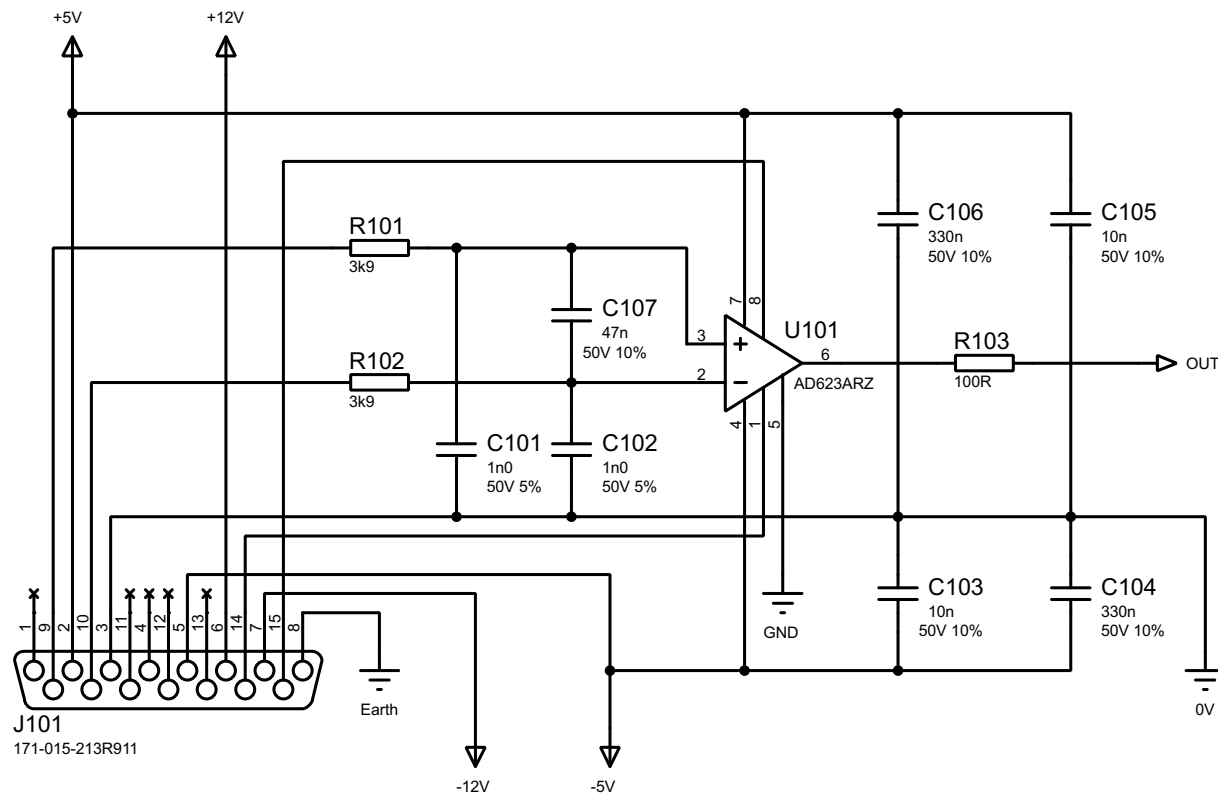 +5V
+12V
R101
3k9
C106
330n
50V 10%
C105
10n
50V 10%
C107
47n
50V 10%
7
8
U101
3
+
6
R103
OUT
R102
3k9
2
−
AD623ARZ
100R
4
1
5
C101
1n0
50V 5%
C102
1n0
50V 5%
C103
10n
50V 10%
C104
330n
50V 10%
GND
1
9
2
10
3
11
4
12
5
13
6
14
7
15
8
Earth
0V
J101
171-015-213R911
-12V
-5V